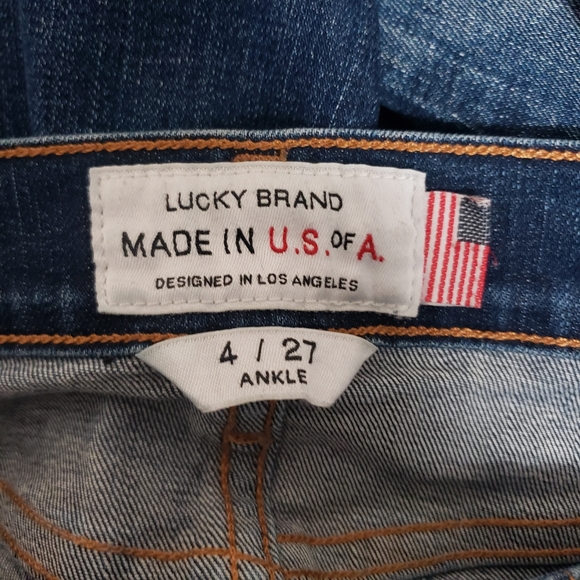 LUCKY BRAND
MADE IN U.S. OF A.
DESIGNED IN LOS ANGELES
4 / 27
ANKLE